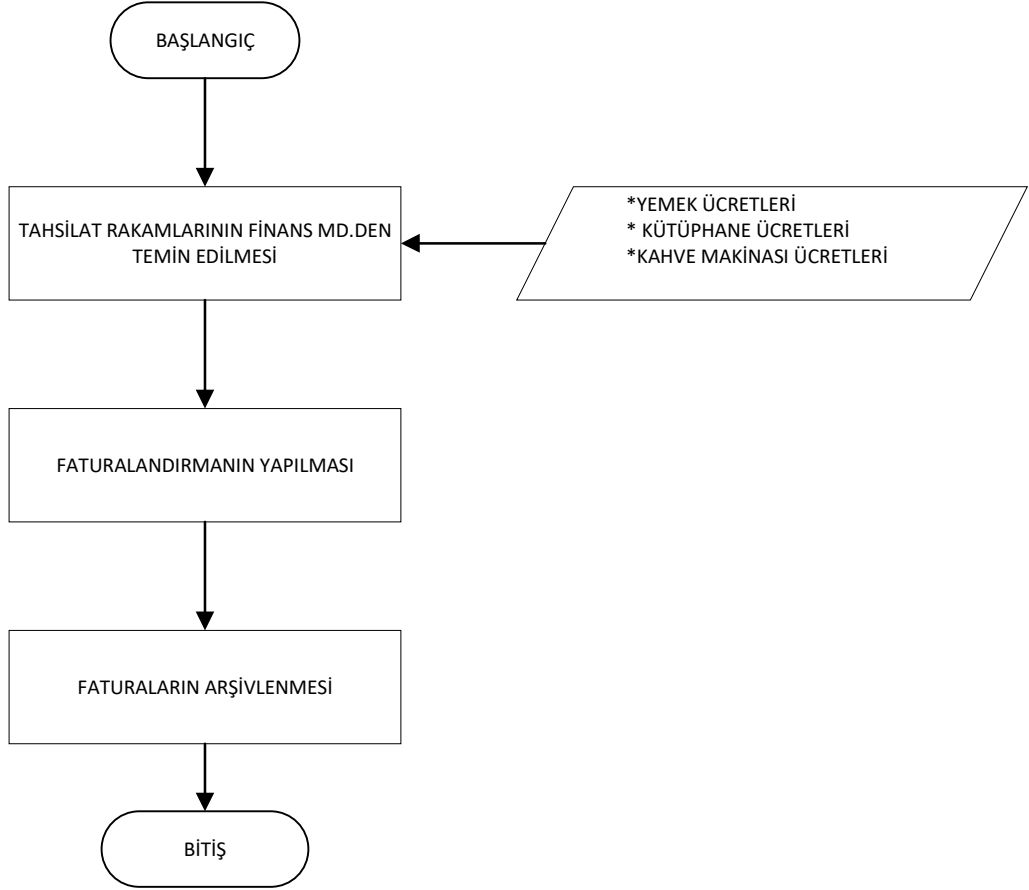 BAŞLANGIÇ
TAHSİLAT RAKAMLARININ FİNANS MD.DEN
TEMİN EDİLMESİ
*YEMEK ÜCRETLERİ
* KÜTÜPHANE ÜCRETLERİ
*KAHVE MAKİNASI ÜCRETLERİ
FATURALANDIRMANIN YAPILMASI
FATURALARIN ARŞİVLENMESİ
BİTİŞ